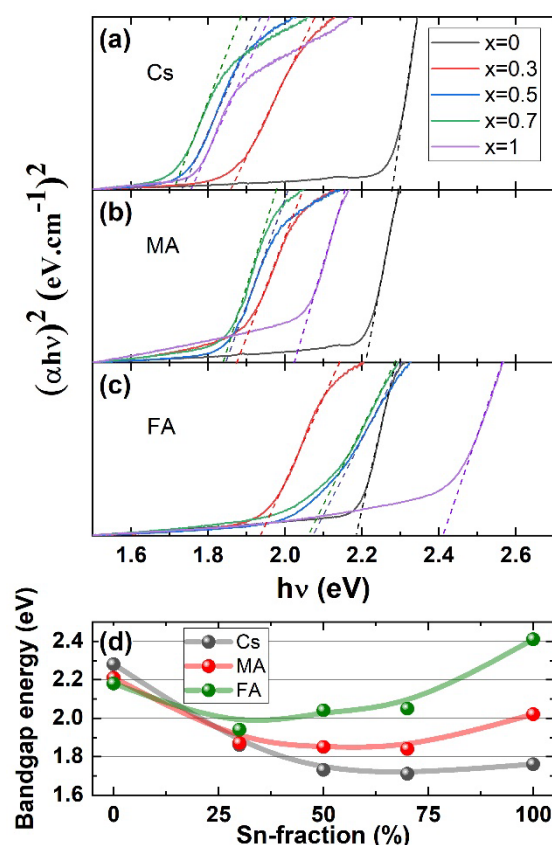 (a)
Cs
x=0
x=0.3
x=0.5
x=0.7
x=1
(b)
MA
(c)
FA
(αhν)² (eV.cm⁻¹)²
1.6 1.8 2.0 2.2 2.4 2.6
hν (eV)
(d)
Cs
MA
FA
Bandgap energy (eV)
2.4
2.2
2.0
1.8
1.6
0 25 50 75 100
Sn-fraction (%)